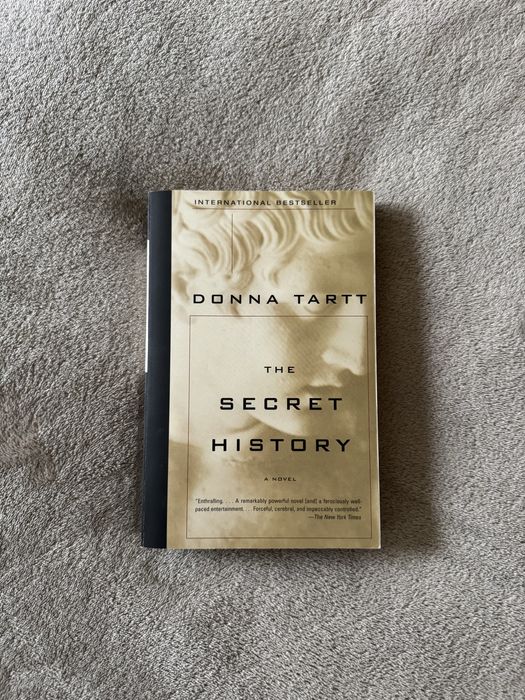 INTERNATIONAL BESTSELLER
DONNA TARTT
THE
SECRET
HISTORY
A NOVEL
"Enthralling. . . . A remarkably powerful novel [and] a ferociously well-
paced entertainment. . . . Forceful, cerebral, and impeccably controlled."
—The New York Times